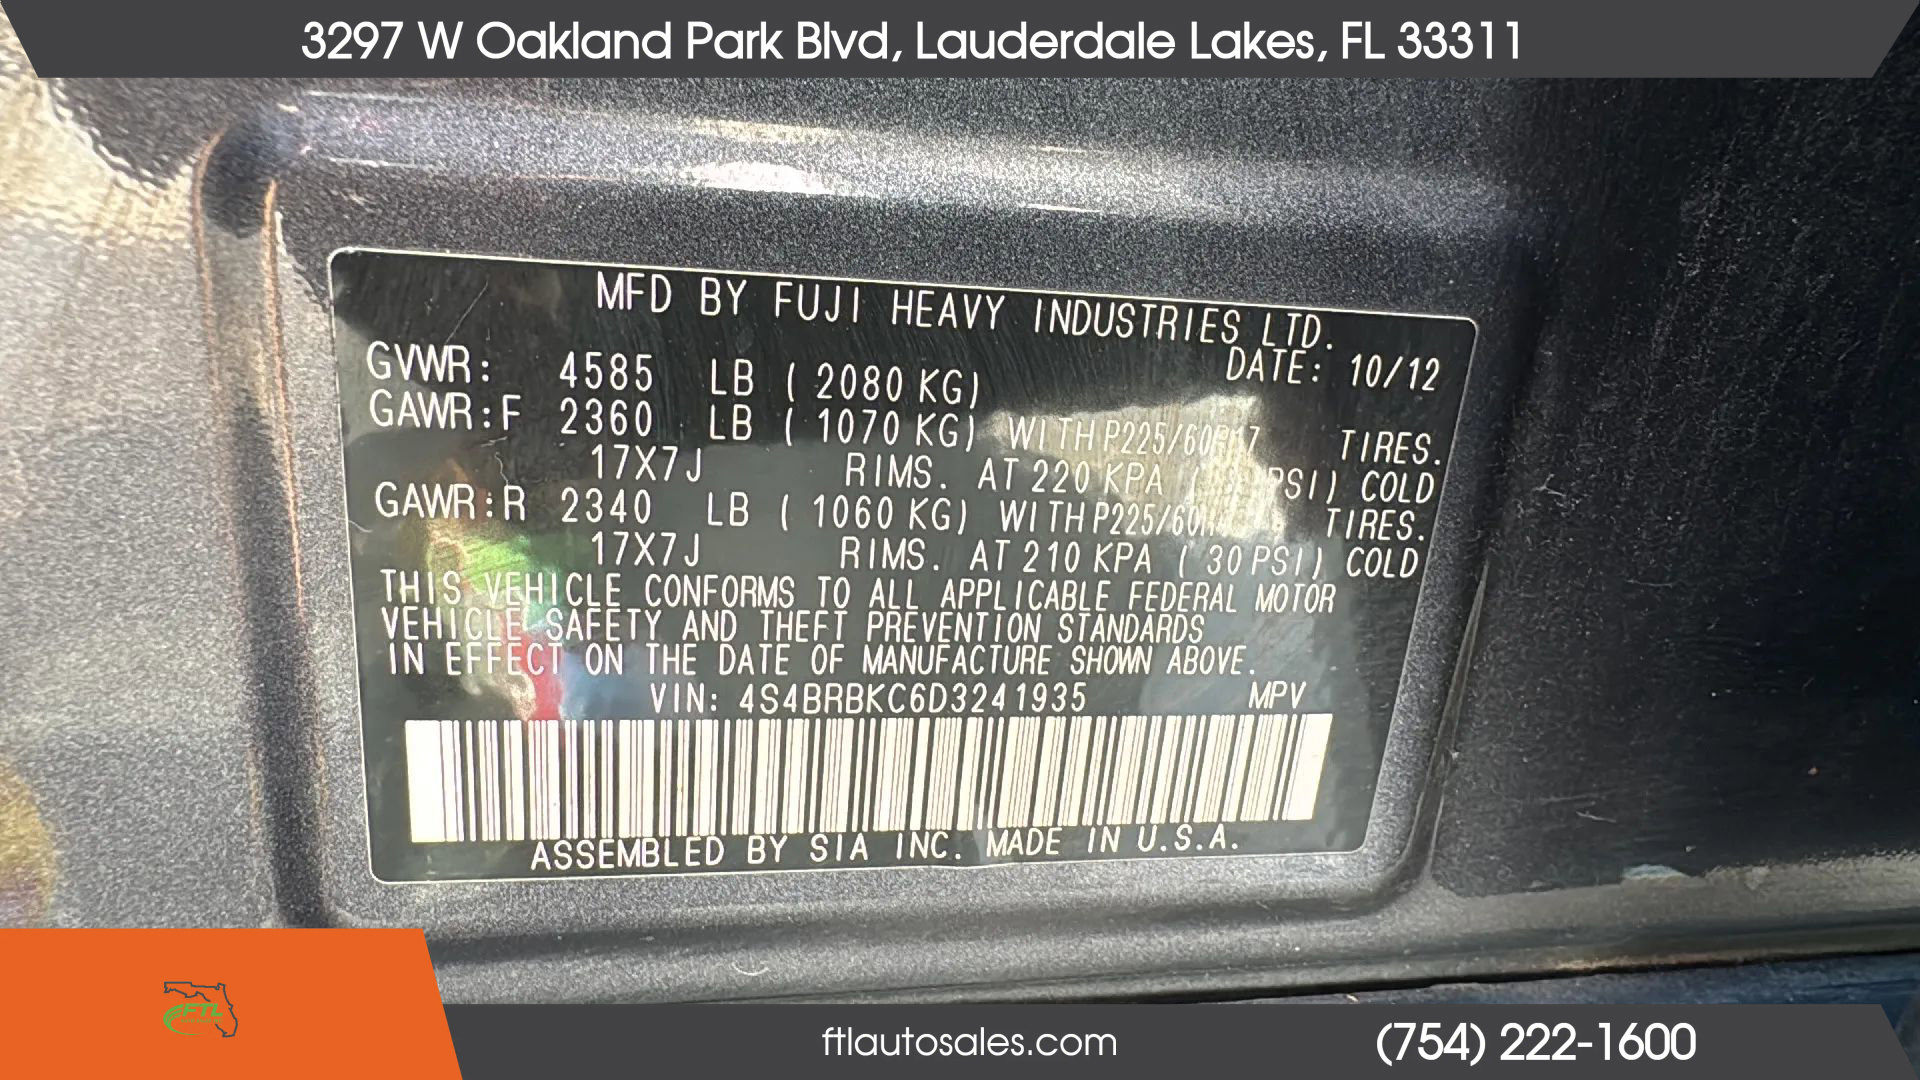 3297 W Oakland Park Blvd, Lauderdale Lakes, FL 33311
MFD BY FUJI HEAVY INDUSTRIES LTD.
DATE: 10/12
GVWR: 4585 LB ( 2080 KG)
GAWR:F 2360 LB ( 1070 KG) WITH P225/60R17 TIRES.
17X7J RIMS. AT 220 KPA ( PSI) COLD
GAWR:R 2340 LB ( 1060 KG) WITH TIRES.
17X7J RIMS. AT 210 KPA ( 30 PSI) COLD
THIS VEHICLE CONFORMS TO ALL APPLICABLE FEDERAL MOTOR
VEHICLE SAFETY AND THEFT PREVENTION STANDARDS
IN EFFECT ON THE DATE OF MANUFACTURE SHOWN ABOVE.
VIN: 4S4BRBKC6D3241935 MPV
ASSEMBLED BY SIA INC. MADE IN U.S.A.
FTL
ftlautosales.com
(754) 222-1600